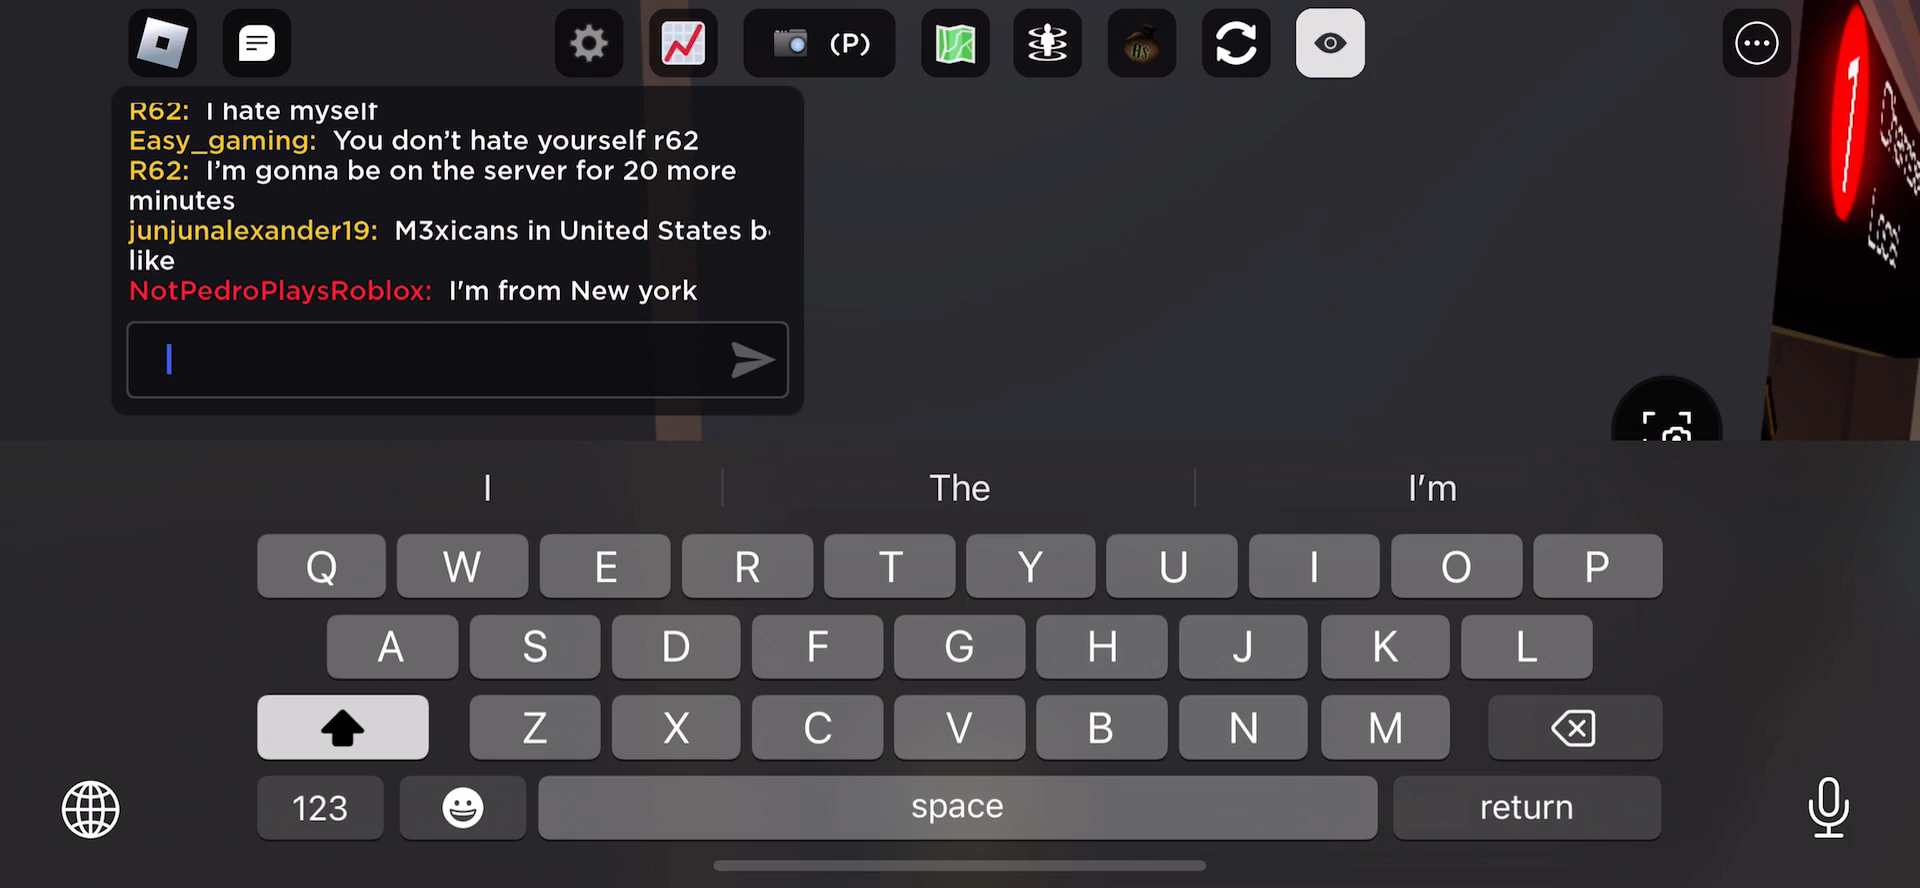 (P)
R62: I hate myself
Easy_gaming: You don't hate yourself r62
R62: I'm gonna be on the server for 20 more
minutes
junjunalexander19: M3xicans in United States b
like
NotPedroPlaysRoblox: I'm from New york
I The I'm
Q W E R T Y U I O P
A S D F G H J K L
Z X C V B N M
123 space return